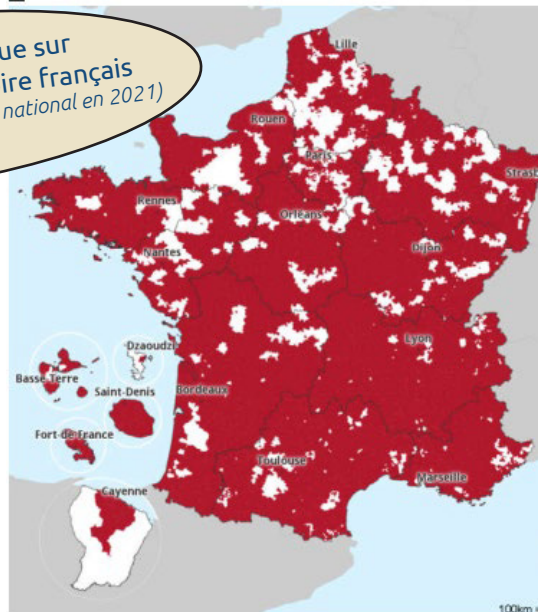 ue sur
ire français
national en 2021)
Lille
Rouen
Paris
Strasb
Rennes
Orléans
Nantes
Dijon
Dzaoudzi
Lyon
Basse-Terre
Saint-Denis
Bordeaux
Fort-de-France
Toulouse
Marseille
Cayenne
100km